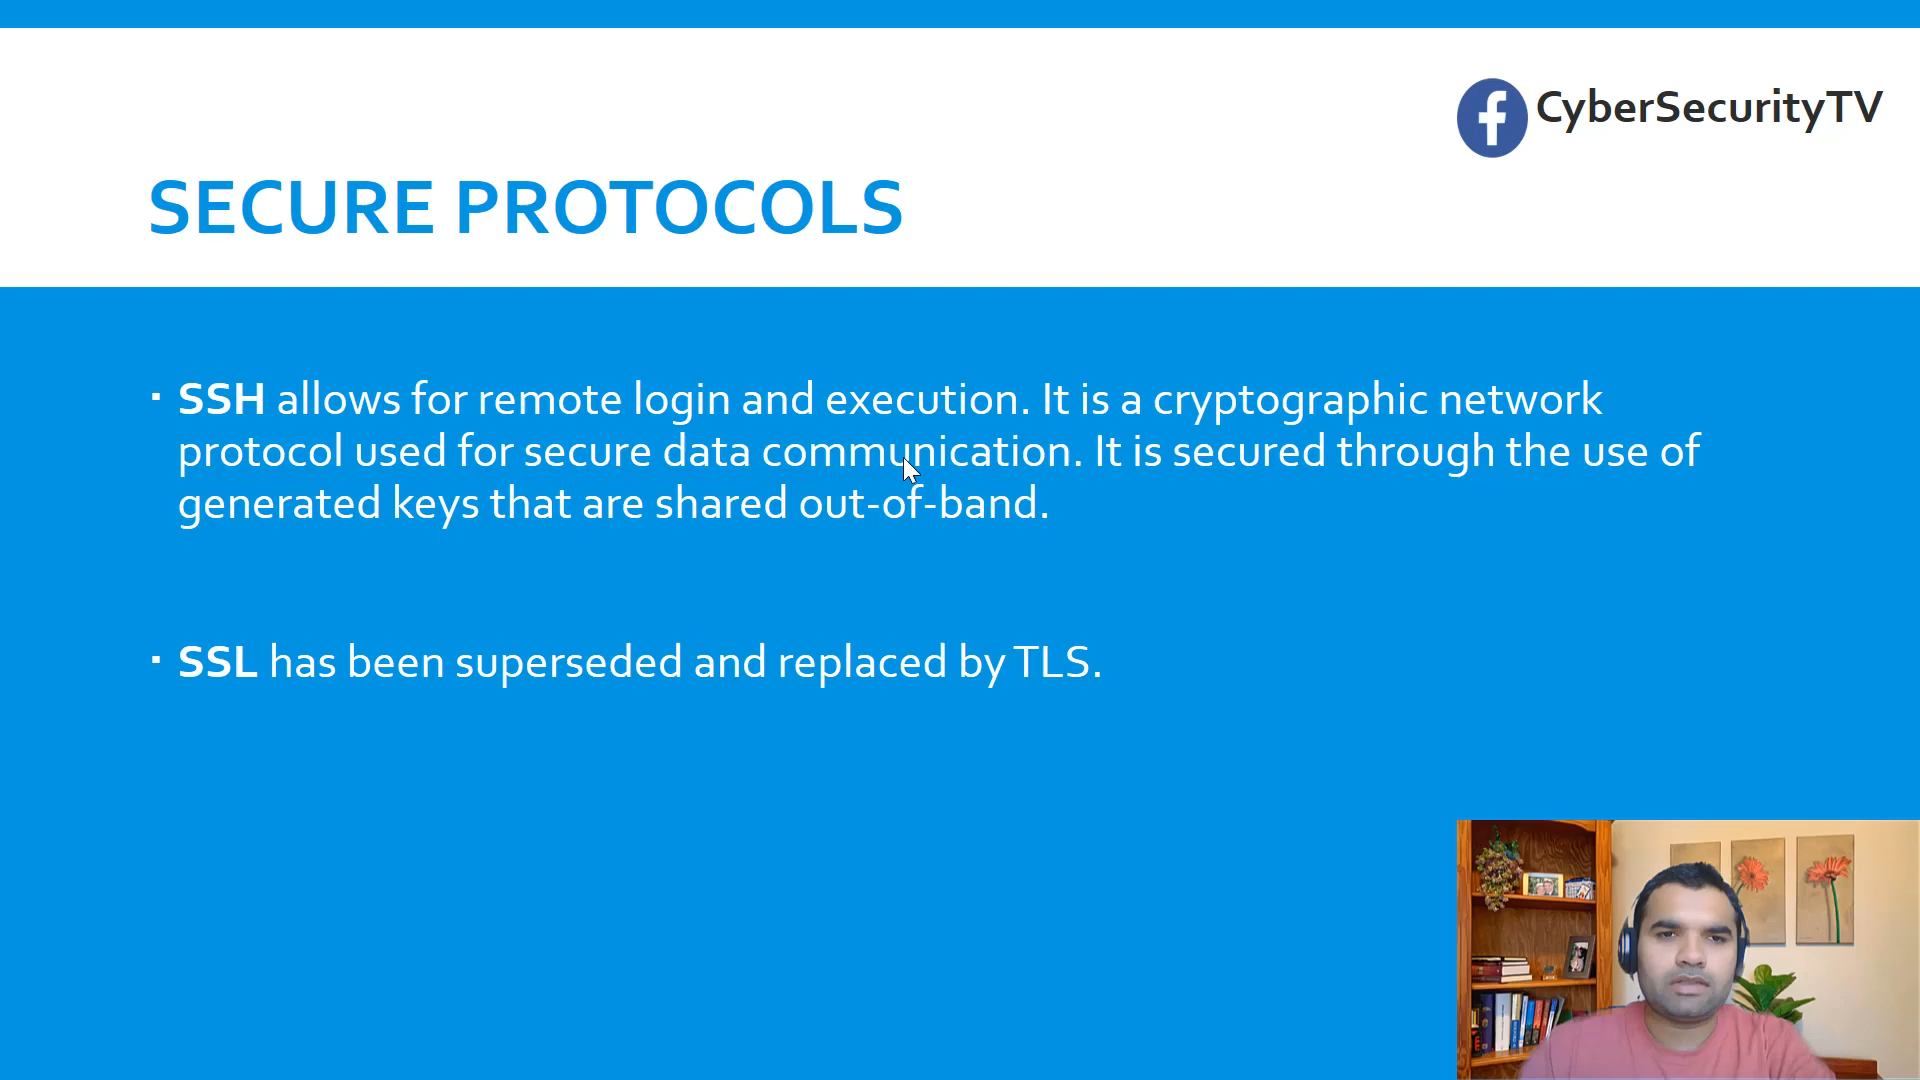 CyberSecurityTV
SECURE PROTOCOLS
▪ SSH allows for remote login and execution. It is a cryptographic network
protocol used for secure data communication. It is secured through the use of
generated keys that are shared out-of-band.
▪ SSL has been superseded and replaced by TLS.